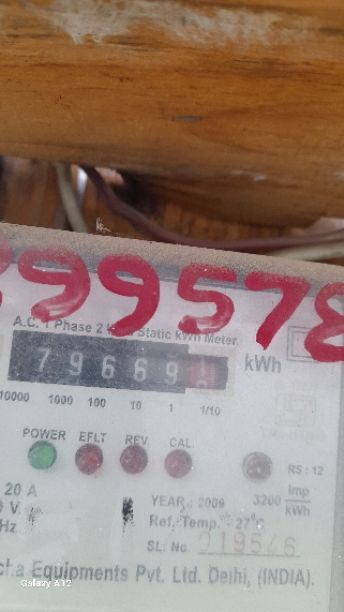 99578
A.C. 1 Phase 2 Static kWh Meter.
79669 kWh
10000 1000 100 10 1 1/10
POWER EFLT REV. CAL.
RS : 12
20 A
YEAR 2009 3200 imp/kWh
Hz
Ref. Temp. 27°c
SL. No. 019546
Equipments Pvt. Ltd. Delhi, (INDIA).
Galaxy A12